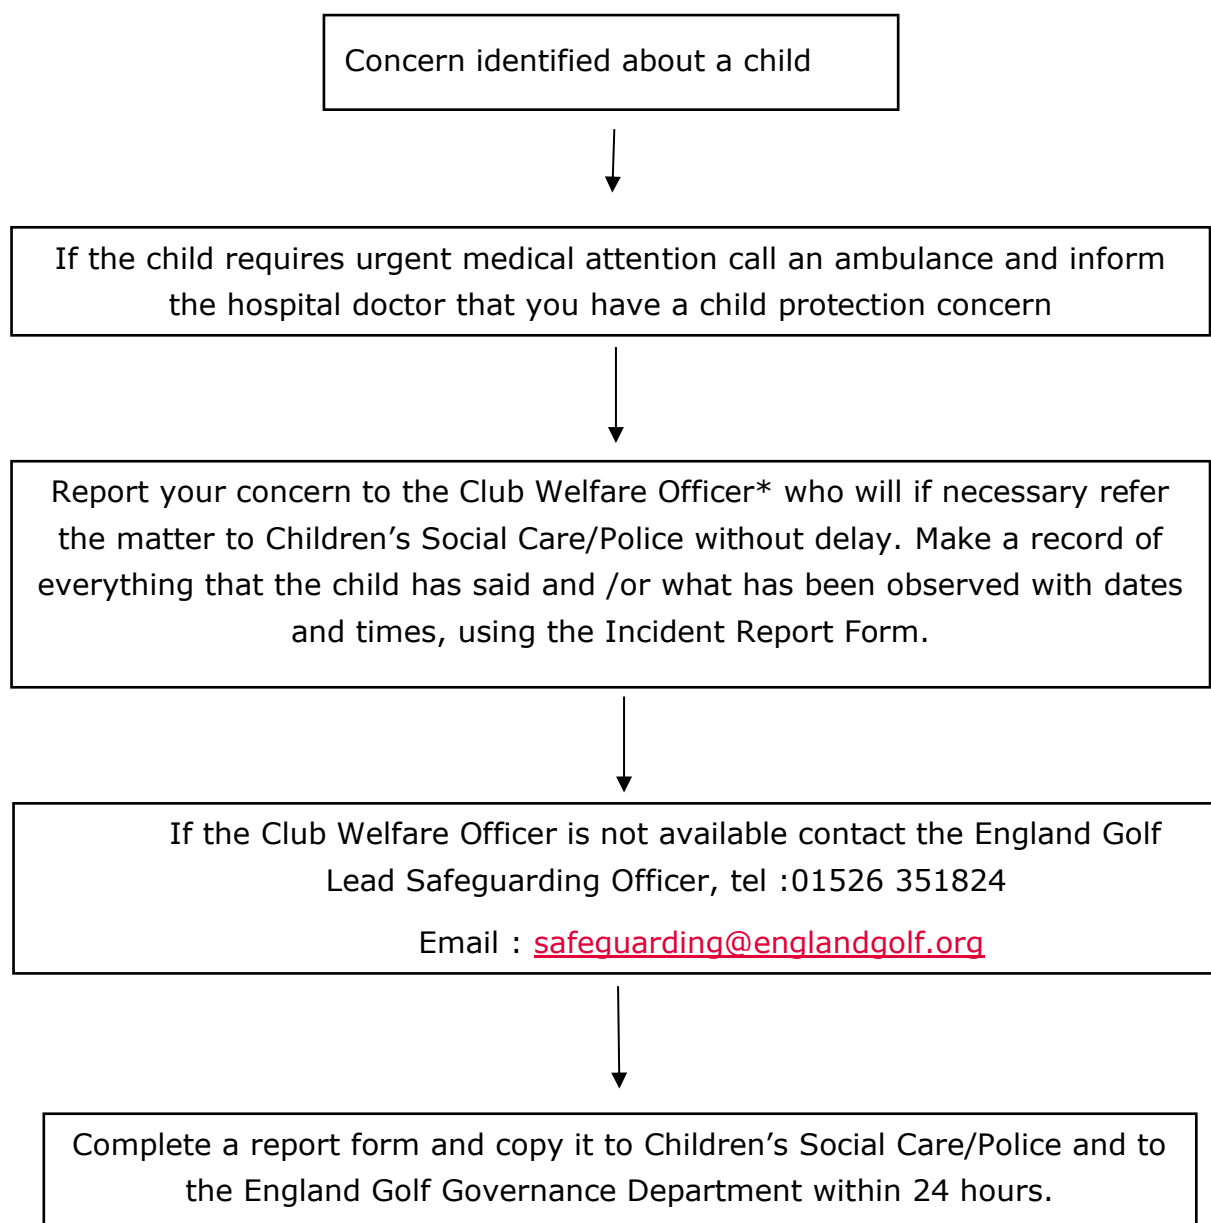 Concern identified about a child
If the child requires urgent medical attention call an ambulance and inform
the hospital doctor that you have a child protection concern
Report your concern to the Club Welfare Officer* who will if necessary refer
the matter to Children’s Social Care/Police without delay. Make a record of
everything that the child has said and /or what has been observed with dates
and times, using the Incident Report Form.
If the Club Welfare Officer is not available contact the England Golf
Lead Safeguarding Officer, tel :01526 351824
Email : safeguarding@englandgolf.org
Complete a report form and copy it to Children’s Social Care/Police and to
the England Golf Governance Department within 24 hours.